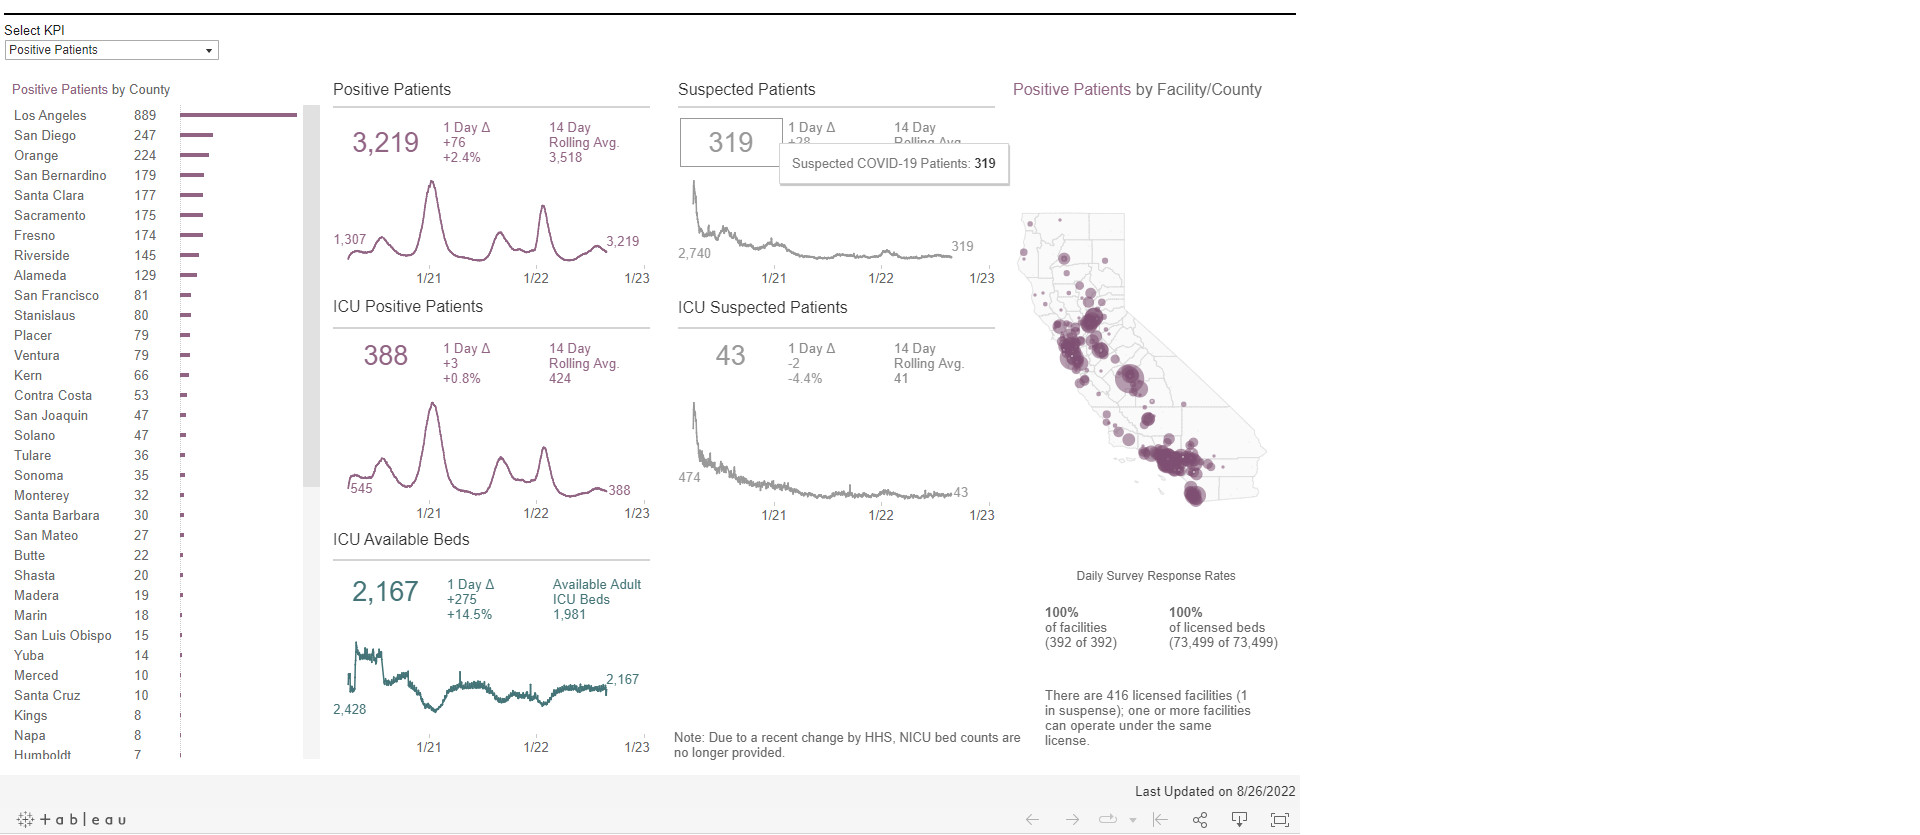 Select KPI
Positive Patients
Positive Patients by County
Los Angeles 889
San Diego 247
Orange 224
San Bernardino 179
Santa Clara 177
Sacramento 175
Fresno 174
Riverside 145
Alameda 129
San Francisco 81
Stanislaus 80
Placer 79
Ventura 79
Kern 66
Contra Costa 53
San Joaquin 47
Solano 47
Tulare 36
Sonoma 35
Monterey 32
Santa Barbara 30
San Mateo 27
Butte 22
Shasta 20
Madera 19
Marin 18
San Luis Obispo 15
Yuba 14
Merced 10
Santa Cruz 10
Kings 8
Napa 8
Humboldt 7
Positive Patients
3,219
1 Day Δ
+76
+2.4%
14 Day
Rolling Avg.
3,518
1,307
3,219
1/21 1/22 1/23
ICU Positive Patients
388
1 Day Δ
+3
+0.8%
14 Day
Rolling Avg.
424
545
388
1/21 1/22 1/23
ICU Available Beds
2,167
1 Day Δ
+275
+14.5%
Available Adult
ICU Beds
1,981
2,428
2,167
1/21 1/22 1/23
Suspected Patients
319
1 Day Δ
+28
14 Day
Rolling Avg.
Suspected COVID-19 Patients: 319
2,740
319
1/21 1/22 1/23
ICU Suspected Patients
43
1 Day Δ
-2
-4.4%
14 Day
Rolling Avg.
41
474
43
1/21 1/22 1/23
Note: Due to a recent change by HHS, NICU bed counts are
no longer provided.
Positive Patients by Facility/County
Daily Survey Response Rates
100%
of facilities
(392 of 392)
100%
of licensed beds
(73,499 of 73,499)
There are 416 licensed facilities (1
in suspense); one or more facilities
can operate under the same
license.
Last Updated on 8/26/2022
+ a b l e a u